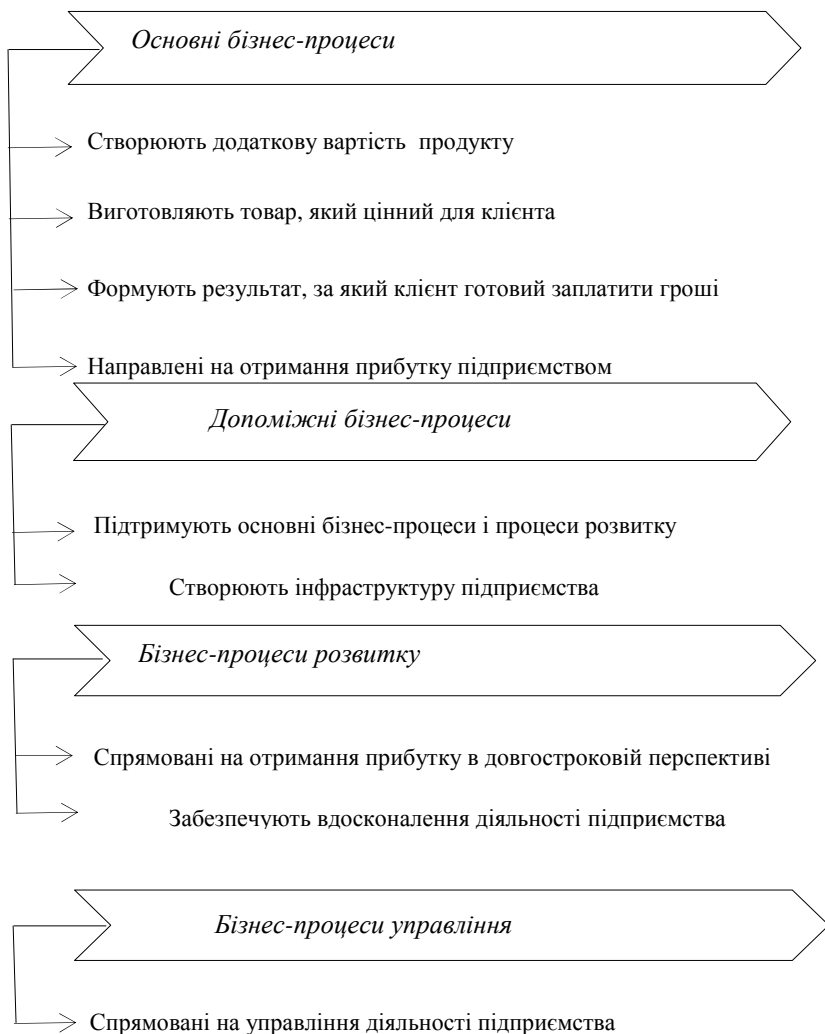 Основні бізнес-процеси
Створюють додаткову вартість продукту
Виготовляють товар, який цінний для клієнта
Формують результат, за який клієнт готовий заплатити гроші
Направлені на отримання прибутку підприємством
Допоміжні бізнес-процеси
Підтримують основні бізнес-процеси і процеси розвитку
Створюють інфраструктуру підприємства
Бізнес-процеси розвитку
Спрямовані на отримання прибутку в довгостроковій перспективі
Забезпечують вдосконалення діяльності підприємства
Бізнес-процеси управління
Спрямовані на управління діяльності підприємства